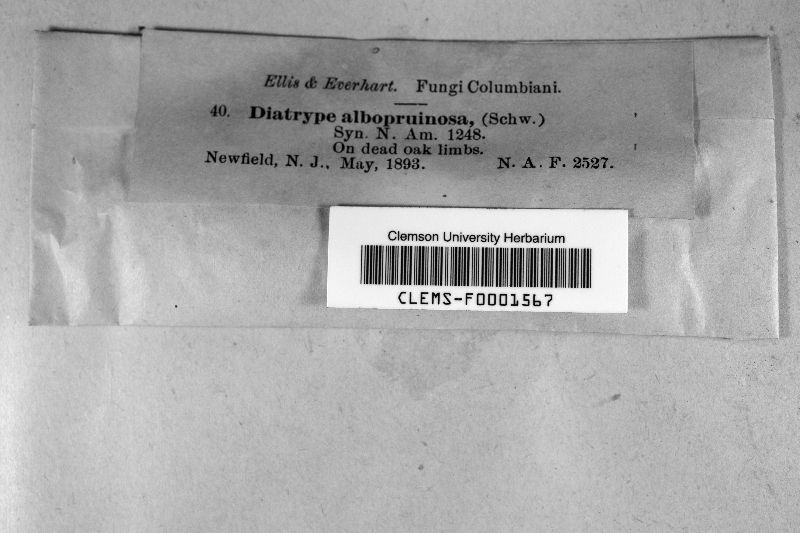 Ellis & Everhart. Fungi Columbiani.
40. Diatrype albopruinosa, (Schw.)
Syn. N. Am. 1248.
On dead oak limbs.
Newfield, N. J., May, 1893. N. A. F. 2527.
Clemson University Herbarium
CLEMS-F0001567